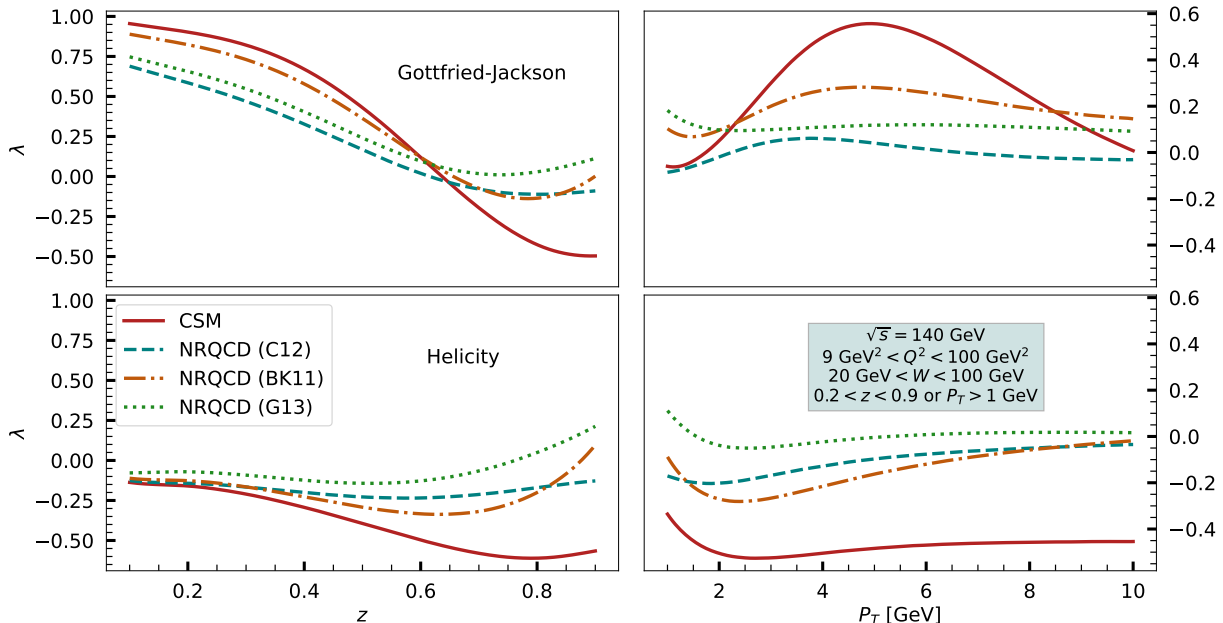 1.00
0.75
0.50
0.25
0.00
−0.25
−0.50
λ
Gottfried-Jackson
0.6
0.4
0.2
0.0
−0.2
−0.4
1.00
0.75
0.50
0.25
0.00
−0.25
−0.50
λ
CSM
NRQCD (C12)
NRQCD (BK11)
NRQCD (G13)
Helicity
0.2
0.4
0.6
0.8
z
√s = 140 GeV
9 GeV² < Q² < 100 GeV²
20 GeV < W < 100 GeV
0.2 < z < 0.9 or P_T > 1 GeV
0.6
0.4
0.2
0.0
−0.2
−0.4
2
4
6
8
10
P_T [GeV]